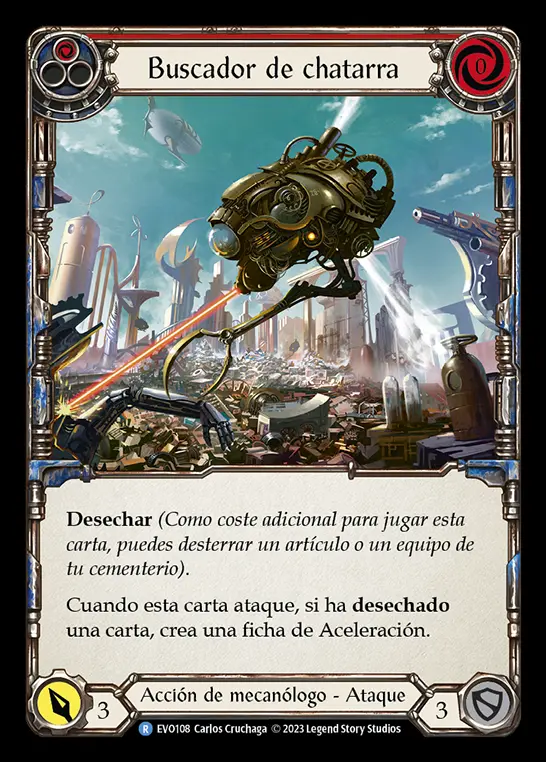 Buscador de chatarra
0
Desechar (Como coste adicional para jugar esta
carta, puedes desterrar un artículo o un equipo de
tu cementerio).
Cuando esta carta ataque, si ha desechado
una carta, crea una ficha de Aceleración.
3
Acción de mecanólogo - Ataque
3
R EVO108 Carlos Cruchaga © 2023 Legend Story Studios